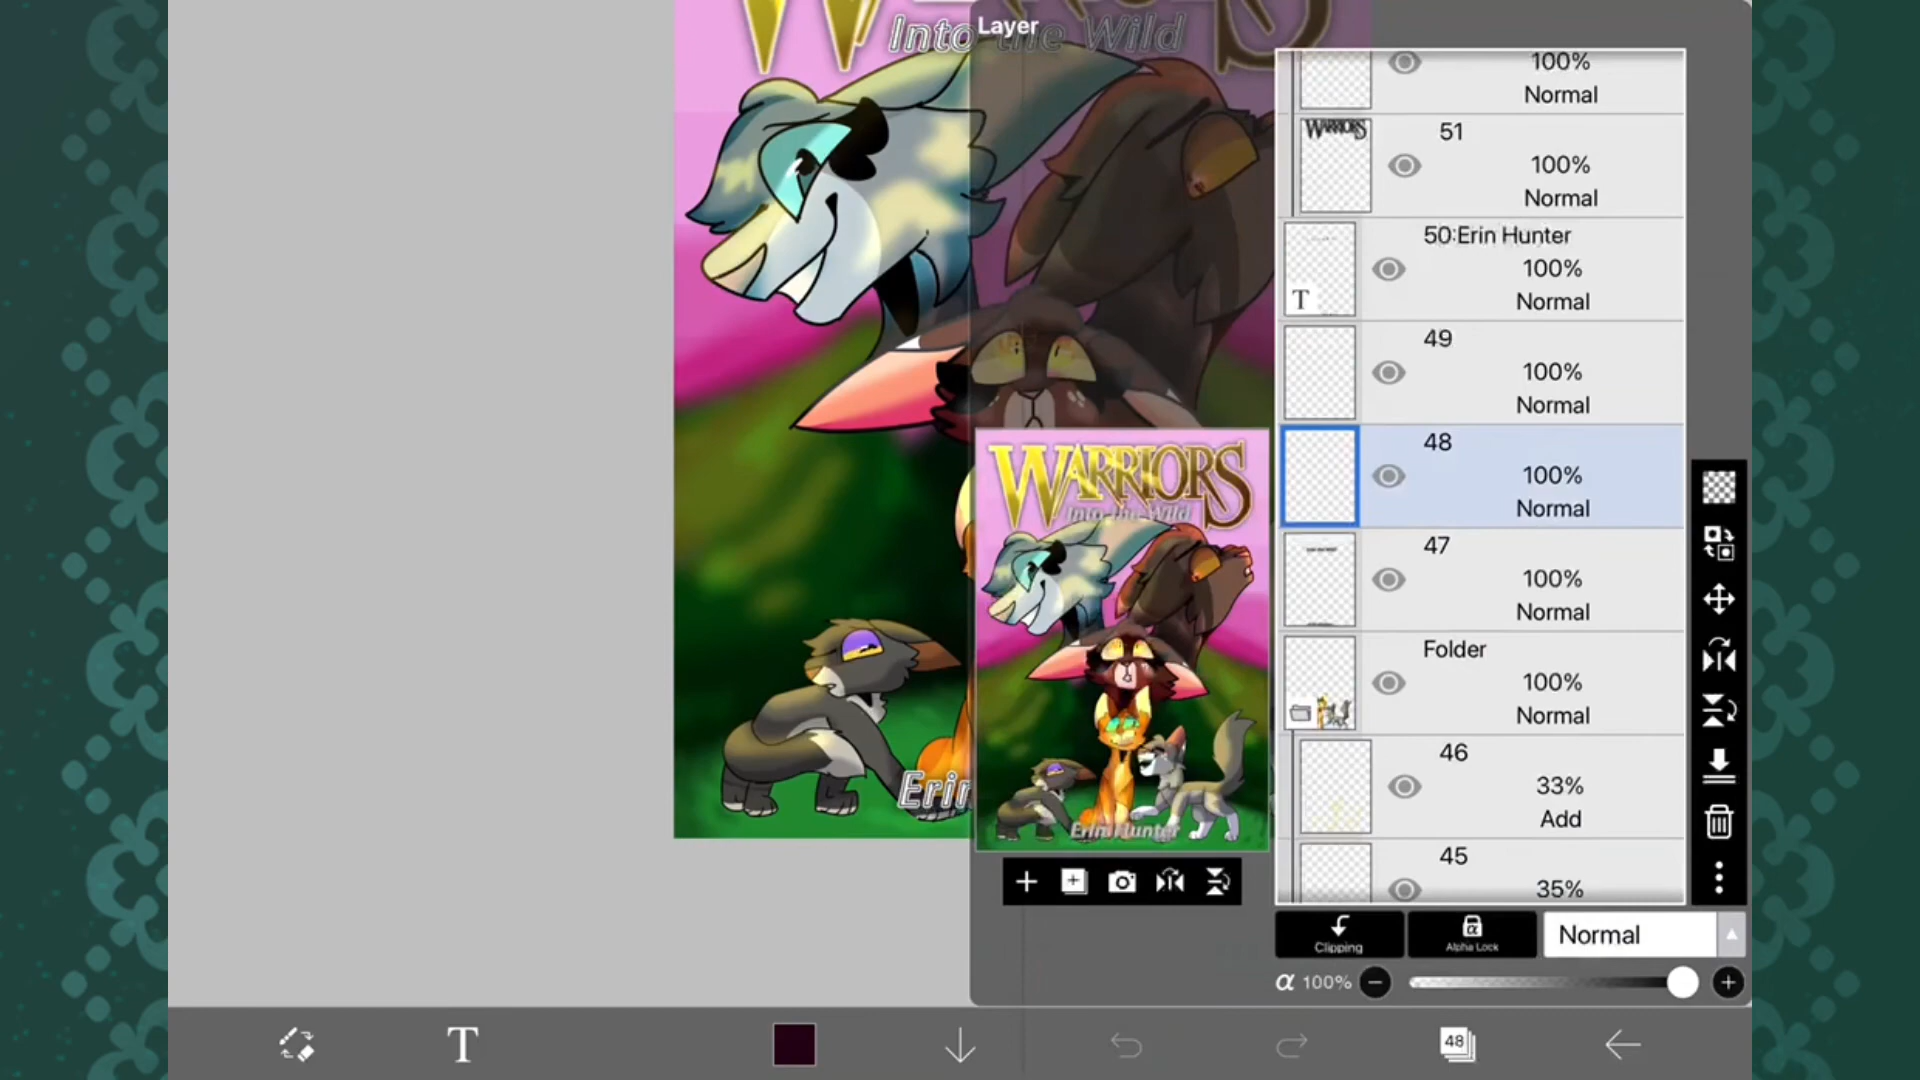 WARRIORS
Into the Wild
Layer
100%
Normal
WARRIORS
51
100%
Normal
50:Erin Hunter
100%
Normal
T
49
100%
Normal
48
100%
Normal
47
100%
Normal
Folder
100%
Normal
46
33%
Add
45
35%
WARRIORS
Into the Wild
Erin Hunter
Erin
Clipping
α
Alpha Lock
Normal
α 100%
T
48